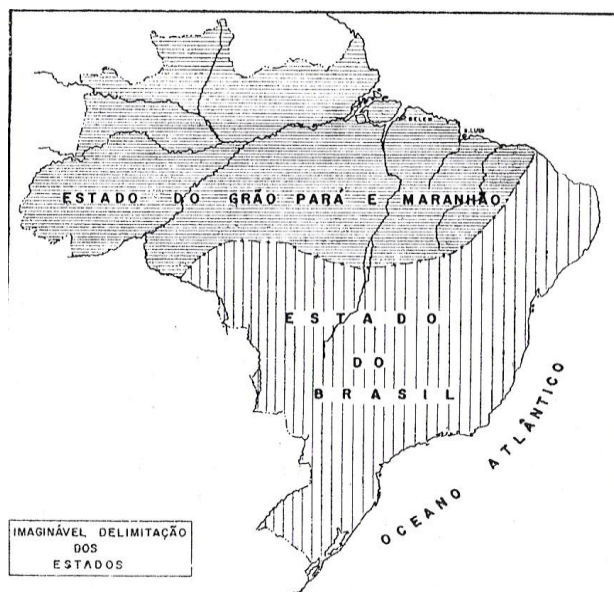 BELÉM
S. LUIS
ESTADO DO GRÃO PARÁ E MARANHÃO
ESTADO
DO
BRASIL
OCEANO ATLÂNTICO
IMAGINÁVEL DELIMITAÇÃO
DOS
ESTADOS